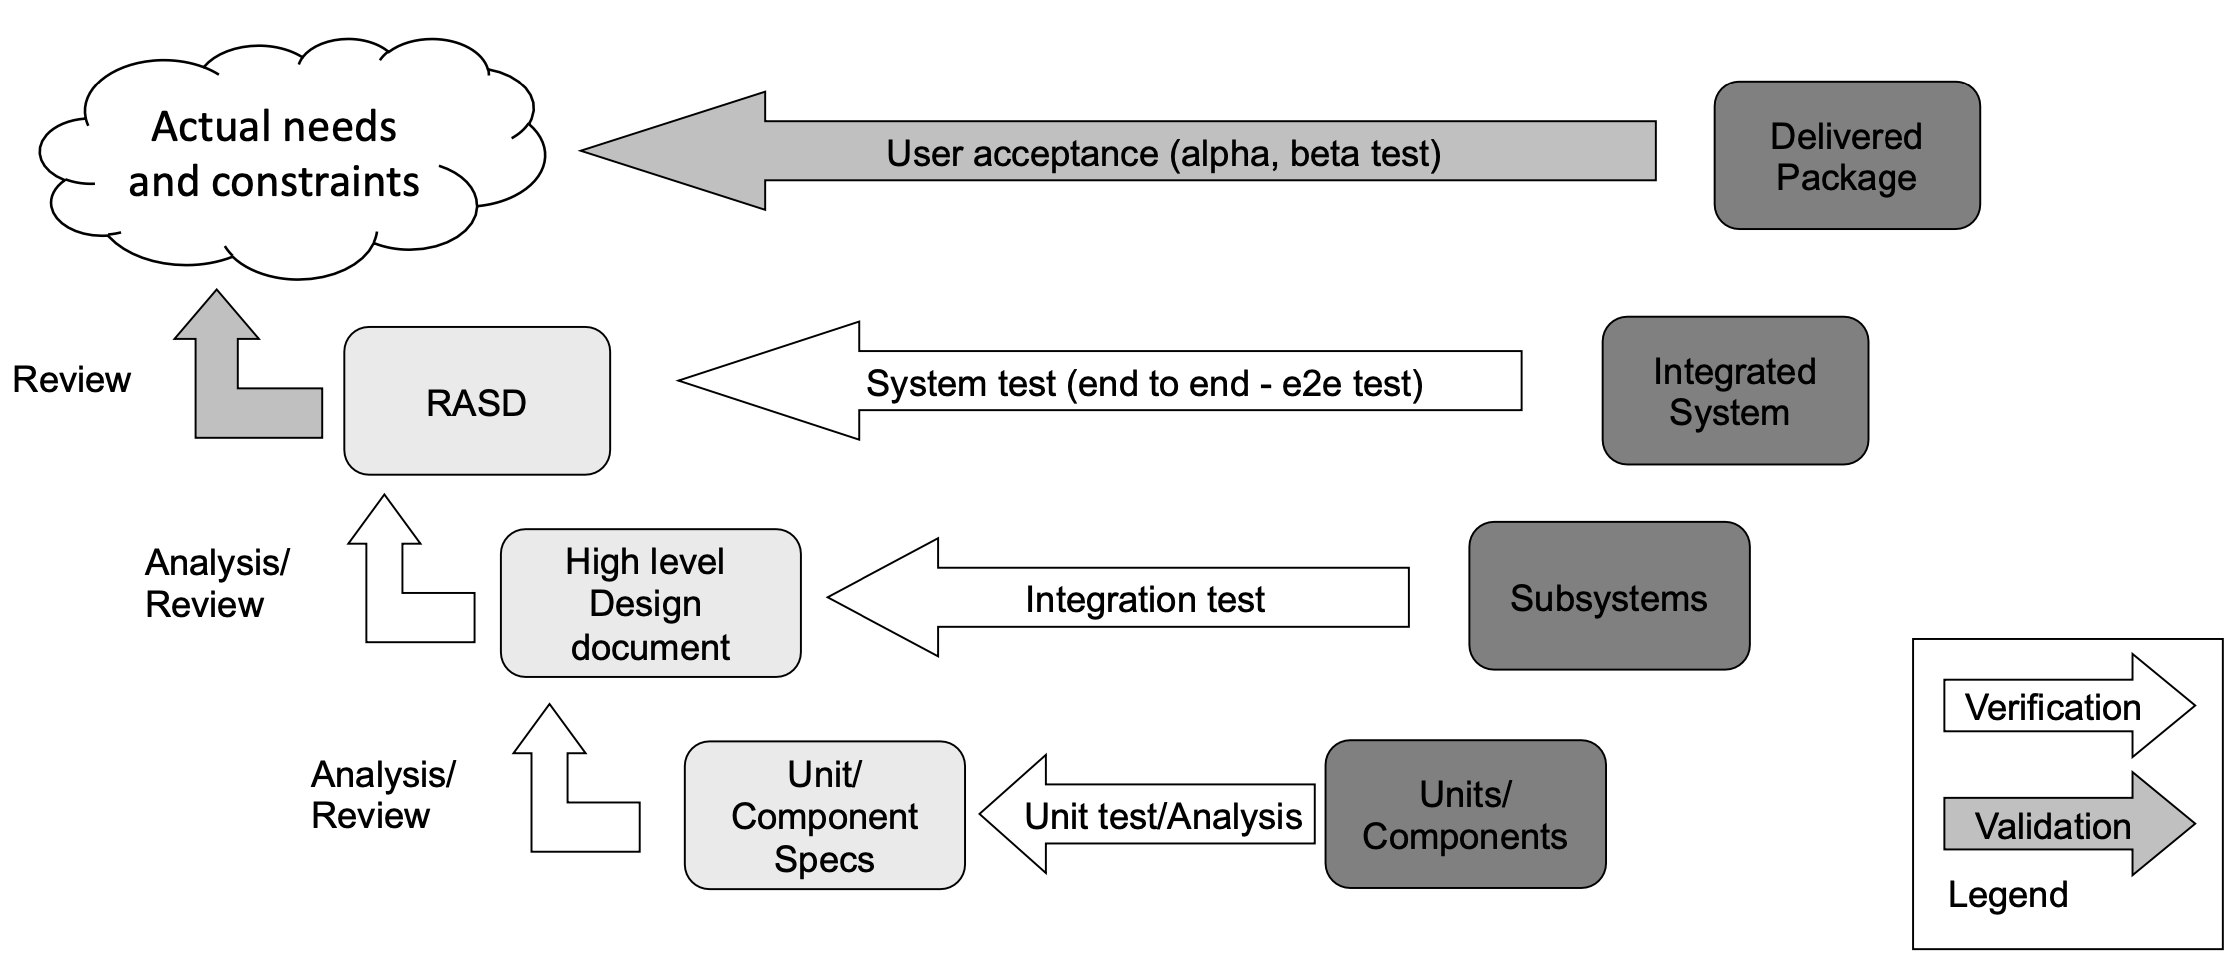 Actual needs
and constraints
User acceptance (alpha, beta test)
Delivered
Package
Review
RASD
System test (end to end - e2e test)
Integrated
System
Analysis/
Review
High level
Design
document
Integration test
Subsystems
Analysis/
Review
Unit/
Component
Specs
Unit test/Analysis
Units/
Components
Verification
Validation
Legend